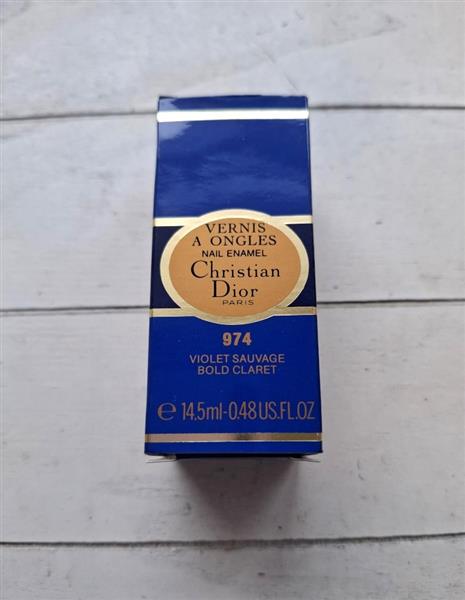 VERNIS
A ONGLES
NAIL ENAMEL
Christian
Dior
PARIS
974
VIOLET SAUVAGE
BOLD CLARET
℮ 14,5ml-0.48 US.FL.OZ